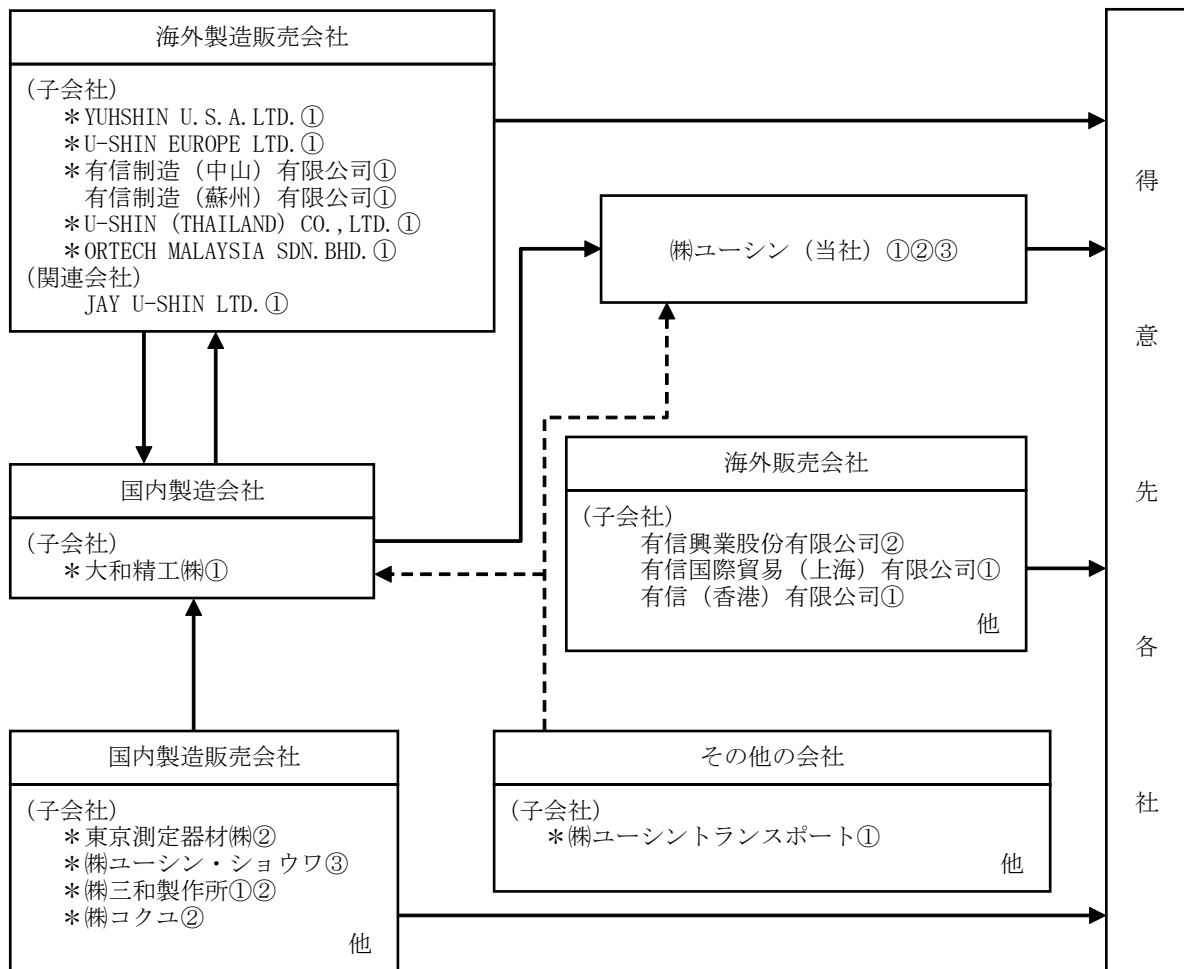 海外製造販売会社
(子会社)
＊YUHSHIN U.S.A.LTD.①
＊U-SHIN EUROPE LTD.①
＊有信制造（中山）有限公司①
有信制造（蘇州）有限公司①
＊U-SHIN (THAILAND) CO.,LTD.①
＊ORTECH MALAYSIA SDN.BHD.①
(関連会社)
JAY U-SHIN LTD.①
㈱ユーシン（当社）①②③
国内製造会社
(子会社)
＊大和精工㈱①
海外販売会社
(子会社)
有信興業股份有限公司②
有信国際貿易（上海）有限公司①
有信（香港）有限公司①
他
国内製造販売会社
(子会社)
＊東京測定器材㈱②
＊㈱ユーシン・ショウワ③
＊㈱三和製作所①②
＊㈱コクユ②
他
その他の会社
(子会社)
＊㈱ユーシントランスポート①
他
得
意
先
各
社